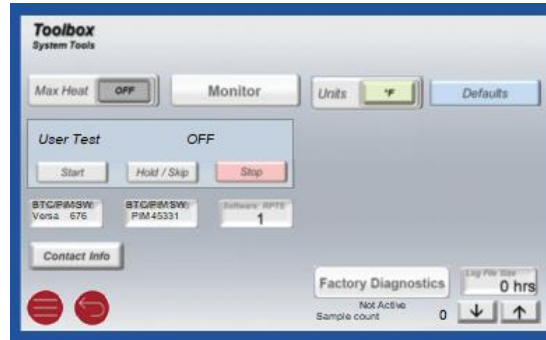 Toolbox
System Tools
Max Heat OFF Monitor Units °F Defaults
User Test OFF
Start Hold / Skip Stop
BTC/PIM SW:
Versa 676
BTC/PIM SW:
PIM 45331
Software: RPTE
1
Contact Info
Factory Diagnostics
Log File Size
0 hrs
Not Active
Sample count 0